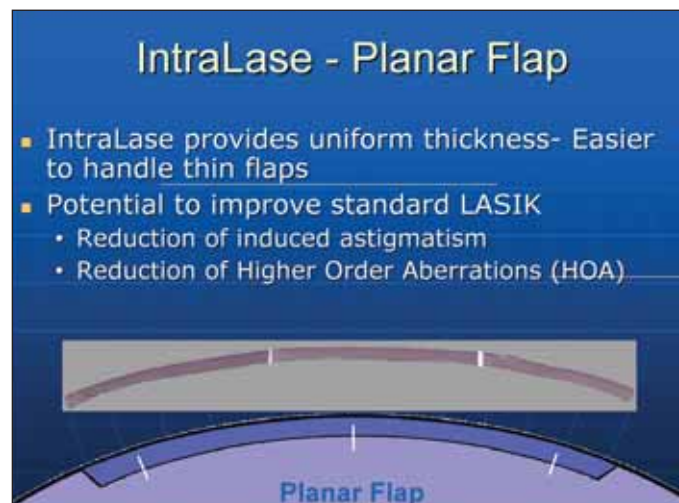 IntraLase - Planar Flap
▪ IntraLase provides uniform thickness- Easier
to handle thin flaps
▪ Potential to improve standard LASIK
• Reduction of induced astigmatism
• Reduction of Higher Order Aberrations (HOA)
Planar Flap